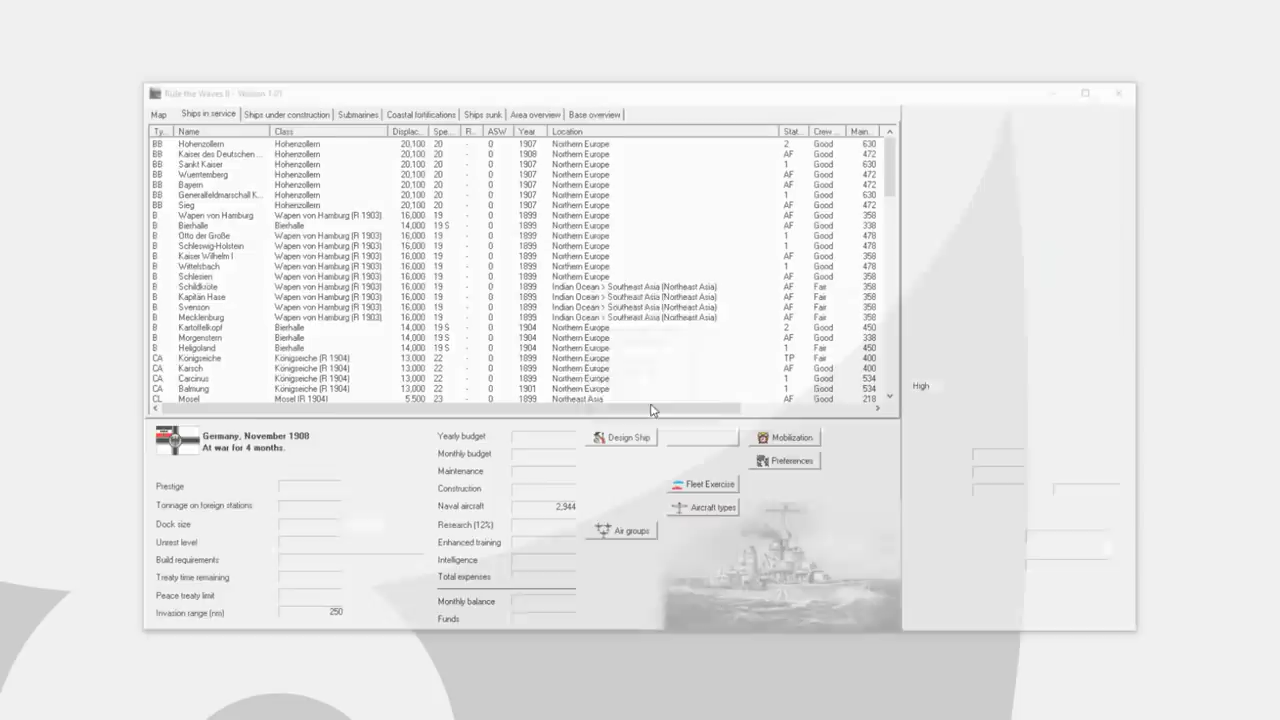 Rule the Waves II - Version 1.01
Map Ships in service Ships under construction Submarines Coastal fortifications Ships sunk Area overview Base overview
Ty... Name Class Displac... Spe... R... ASW Year Location Stat... Crew ... Main...
BB Hohenzollern Hohenzollern 20,100 20 - 0 1907 Northern Europe 2 Good 630
BB Kaiser des Deutschen ... Hohenzollern 20,100 20 - 0 1908 Northern Europe AF Good 472
BB Sankt Kaiser Hohenzollern 20,100 20 - 0 1907 Northern Europe 1 Good 630
BB Wuerttemberg Hohenzollern 20,100 20 - 0 1907 Northern Europe AF Good 472
BB Bayern Hohenzollern 20,100 20 - 0 1907 Northern Europe AF Good 472
BB Generalfeldmarschall K... Hohenzollern 20,100 20 - 0 1907 Northern Europe 1 Good 630
BB Sieg Hohenzollern 20,100 20 - 0 1907 Northern Europe AF Good 472
B Wapen von Hamburg Wapen von Hamburg (R 1903) 16,000 19 - 0 1899 Northern Europe AF Good 358
B Bierhalle Bierhalle 14,000 19 S - 0 1899 Northern Europe AF Good 338
B Otto der Große Wapen von Hamburg (R 1903) 16,000 19 - 0 1899 Northern Europe 1 Good 478
B Schleswig-Holstein Wapen von Hamburg (R 1903) 16,000 19 - 0 1899 Northern Europe 1 Good 478
B Kaiser Wilhelm I Wapen von Hamburg (R 1903) 16,000 19 - 0 1899 Northern Europe AF Good 358
B Wittelsbach Wapen von Hamburg (R 1903) 16,000 19 - 0 1899 Northern Europe 1 Good 478
B Schlesien Wapen von Hamburg (R 1903) 16,000 19 - 0 1899 Northern Europe AF Good 358
B Schildkröte Wapen von Hamburg (R 1903) 16,000 19 - 0 1899 Indian Ocean > Southeast Asia (Northeast Asia) AF Fair 358
B Kapitän Hase Wapen von Hamburg (R 1903) 16,000 19 - 0 1899 Indian Ocean > Southeast Asia (Northeast Asia) AF Fair 358
B Svenson Wapen von Hamburg (R 1903) 16,000 19 - 0 1899 Indian Ocean > Southeast Asia (Northeast Asia) AF Fair 358
B Mecklenburg Wapen von Hamburg (R 1903) 16,000 19 - 0 1899 Indian Ocean > Southeast Asia (Northeast Asia) AF Fair 358
B Kartoffelkopf Bierhalle 14,000 19 S - 0 1904 Northern Europe 2 Good 450
B Morgenstern Bierhalle 14,000 19 S - 0 1904 Northern Europe AF Good 338
B Heligoland Bierhalle 14,000 19 S - 0 1904 Northern Europe 1 Fair 450
CA Königseiche Königseiche (R 1904) 13,000 22 - 0 1899 Northern Europe TP Fair 400
CA Karsch Königseiche (R 1904) 13,000 22 - 0 1899 Northern Europe AF Good 400
CA Carcinus Königseiche (R 1904) 13,000 22 - 0 1899 Northern Europe 1 Good 534
CA Balmung Königseiche (R 1904) 13,000 22 - 0 1901 Northern Europe 1 Good 534
CL Mosel Mosel (R 1904) 5,500 23 - 0 1899 Northeast Asia AF Good 218
High
Germany, November 1908
At war for 4 months.
Prestige
Tonnage on foreign stations
Dock size
Unrest level
Build requirements
Treaty time remaining
Peace treaty limit
Invasion range (nm) 250
Yearly budget
Monthly budget
Maintenance
Construction
Naval aircraft 2,944
Research (12%)
Enhanced training
Intelligence
Total expenses
Monthly balance
Funds
Design Ship
Mobilization
Preferences
Fleet Exercise
Aircraft types
Air groups